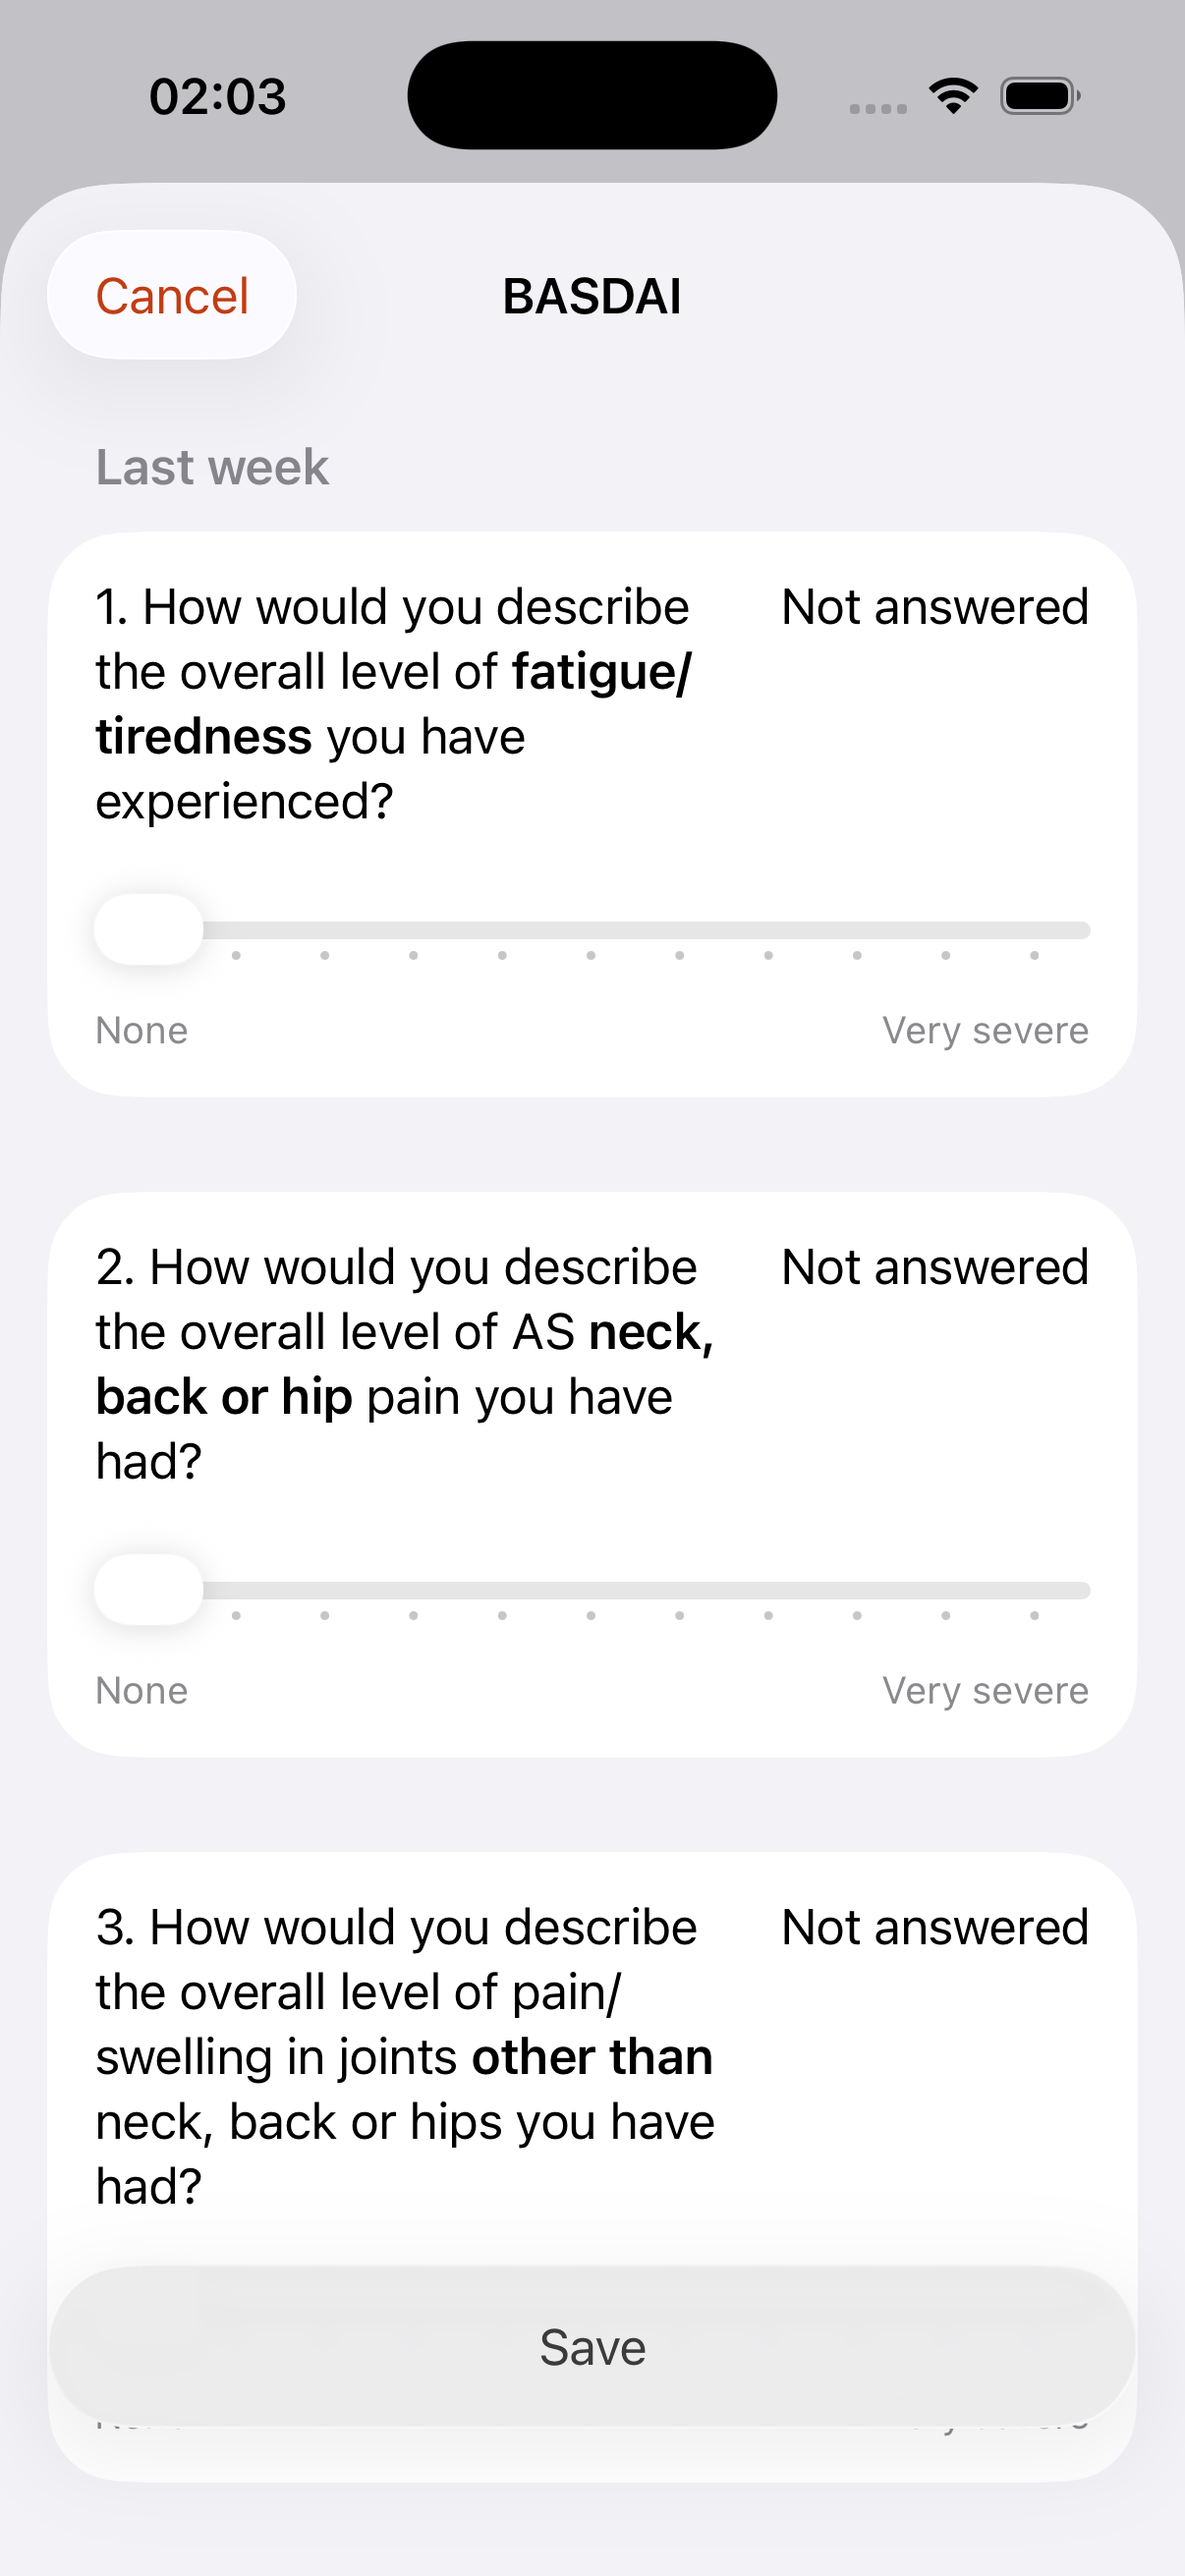 02:03
Cancel
BASDAI
Last week
1. How would you describe
the overall level of fatigue/
tiredness you have
experienced?
Not answered
None
Very severe
2. How would you describe
the overall level of AS neck,
back or hip pain you have
had?
Not answered
None
Very severe
3. How would you describe
the overall level of pain/
swelling in joints other than
neck, back or hips you have
had?
Not answered
Save